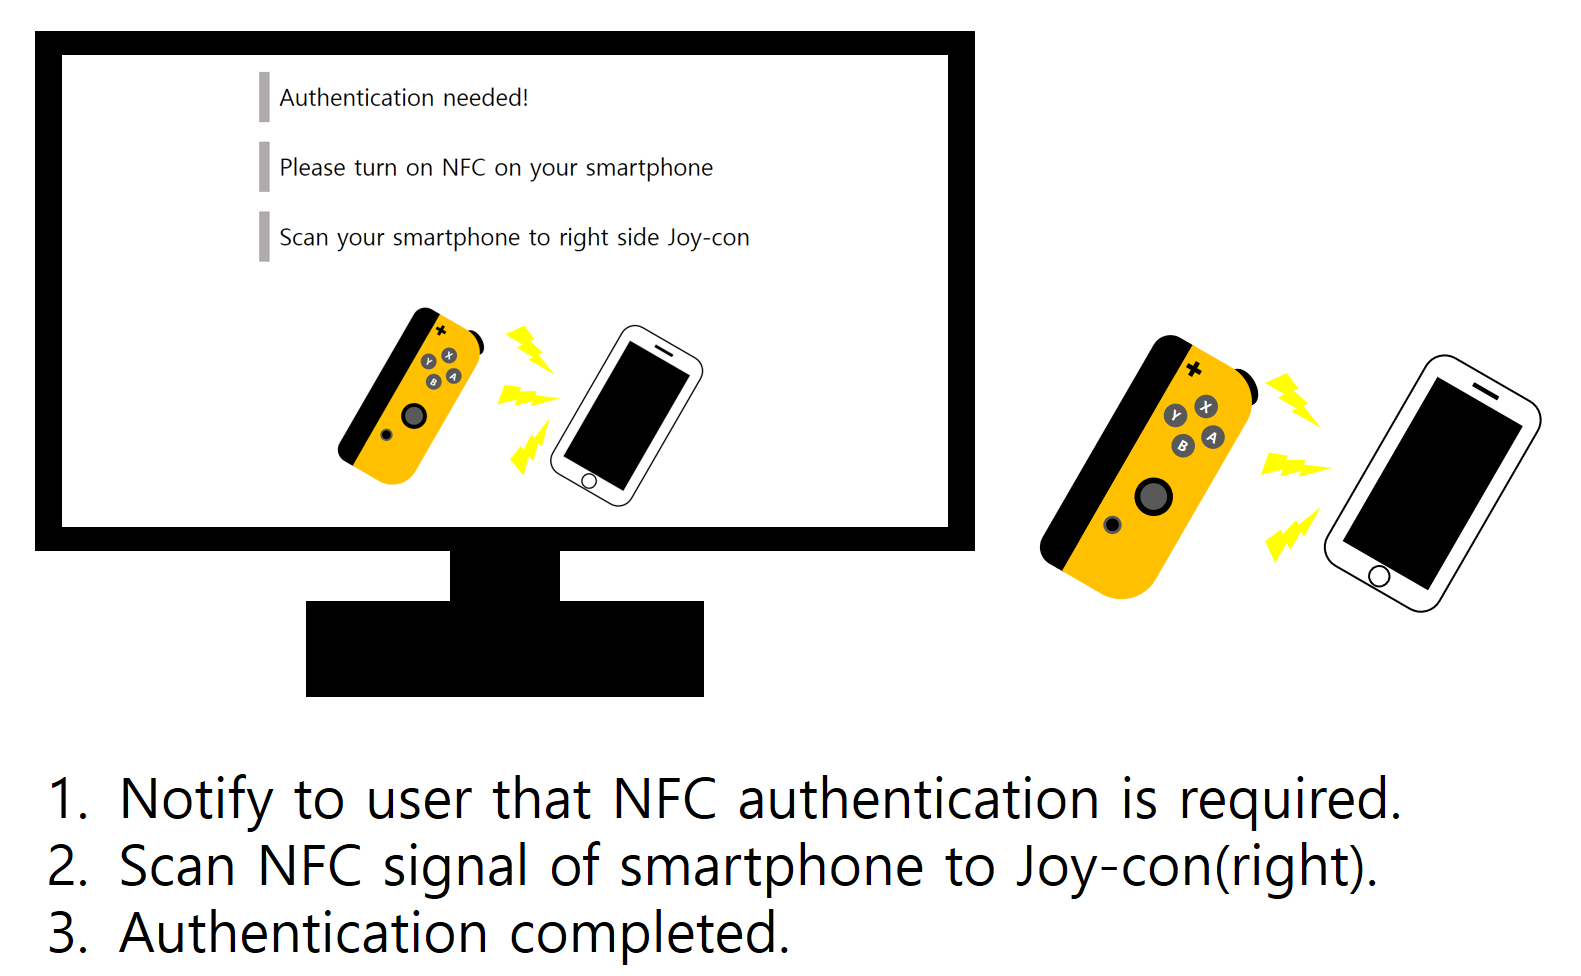 Authentication needed!
Please turn on NFC on your smartphone
Scan your smartphone to right side Joy-con
X
Y
A
B
X
Y
A
B
1. Notify to user that NFC authentication is required.
2. Scan NFC signal of smartphone to Joy-con(right).
3. Authentication completed.